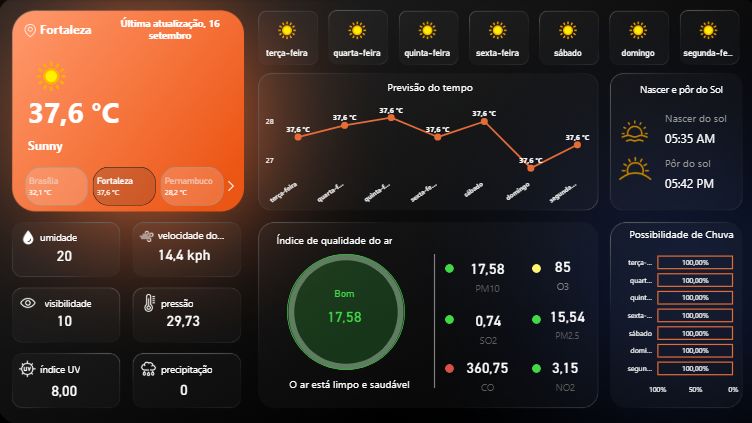 Fortaleza
Última atualização, 16
setembro
37,6 °C
Sunny
Brasília
32,1 °C
Fortaleza
37,6 °C
Pernambuco
28,2 °C
terça-feira
quarta-feira
quinta-feira
sexta-feira
sábado
domingo
segunda-fe...
Previsão do tempo
28
27
37,6 °C
37,6 °C
37,6 °C
37,6 °C
37,6 °C
37,6 °C
37,6 °C
terça-feira
quarta-f...
quinta-f...
sexta-fe...
sábado
domingo
segunda...
Nascer e pôr do Sol
Nascer do sol
05:35 AM
Pôr do sol
05:42 PM
umidade
20
velocidade do...
14,4 kph
visibilidade
10
pressão
29,73
UV
índice UV
8,00
precipitação
0
Índice de qualidade do ar
Bom
17,58
O ar está limpo e saudável
17,58
PM10
85
O3
0,74
SO2
15,54
PM2.5
360,75
CO
3,15
NO2
Possibilidade de Chuva
terça-... 100,00%
quart... 100,00%
quint... 100,00%
sexta-... 100,00%
sábado 100,00%
domi... 100,00%
segun... 100,00%
100% 50% 0%